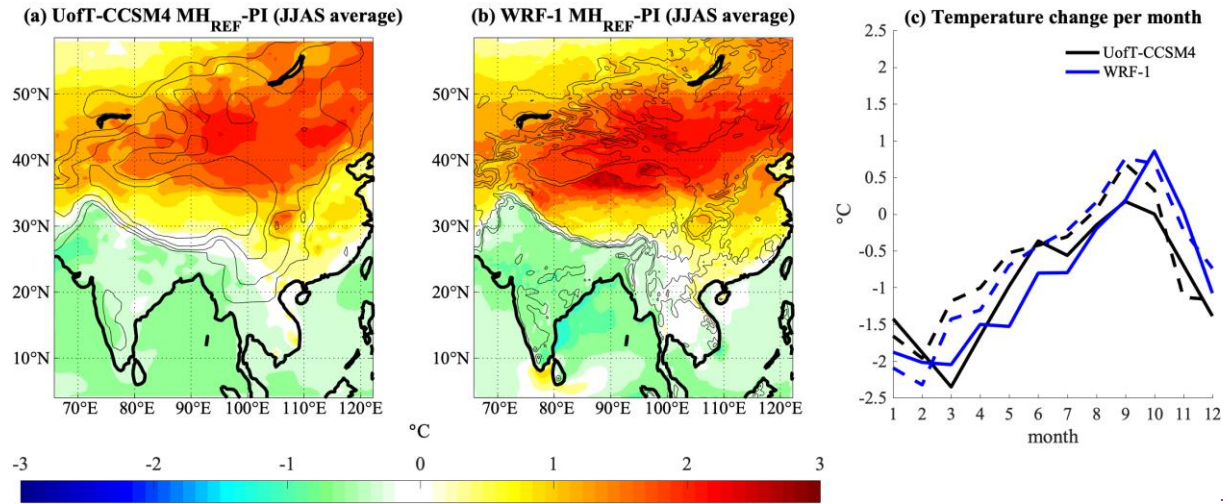 (a) UofT-CCSM4 MH_REF-PI (JJAS average)
(b) WRF-1 MH_REF-PI (JJAS average)
(c) Temperature change per month
50°N
40°N
30°N
20°N
10°N
70°E 80°E 90°E 100°E 110°E 120°E
50°N
40°N
30°N
20°N
10°N
70°E 80°E 90°E 100°E 110°E 120°E
°C
-3 -2 -1 0 1 2 3
UofT-CCSM4
WRF-1
°C
2.5
2
1.5
1
0.5
0
-0.5
-1
-1.5
-2
-2.5
1 2 3 4 5 6 7 8 9 10 11 12
month